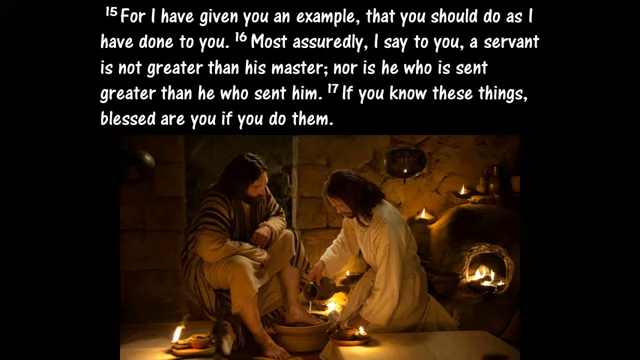 15 For I have given you an example, that you should do as I
have done to you. 16 Most assuredly, I say to you, a servant
is not greater than his master; nor is he who is sent
greater than he who sent him. 17 If you know these things,
blessed are you if you do them.